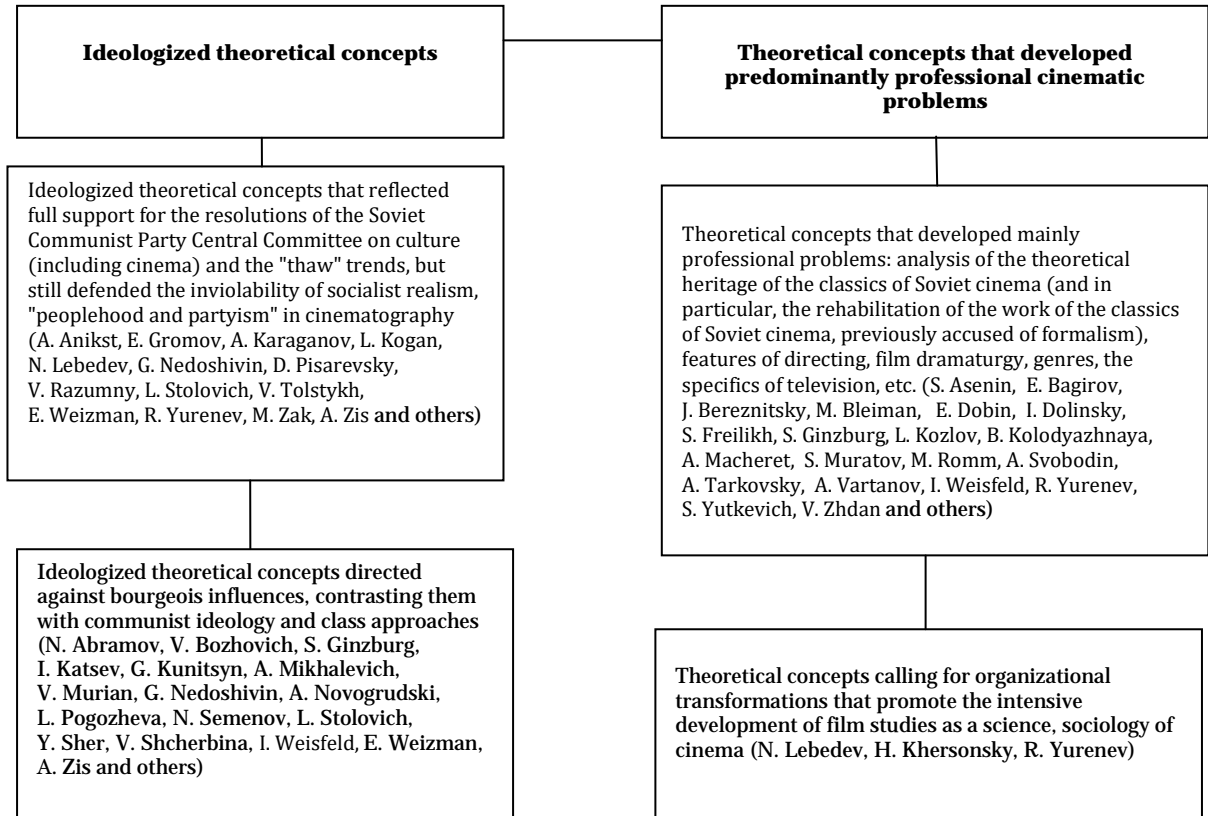 Ideologized theoretical concepts
Theoretical concepts that developed
predominantly professional cinematic
problems
Ideologized theoretical concepts that reflected
full support for the resolutions of the Soviet
Communist Party Central Committee on culture
(including cinema) and the "thaw" trends, but
still defended the inviolability of socialist realism,
"peoplehood and partyism" in cinematography
(A. Anikst, E. Gromov, A. Karaganov, L. Kogan,
N. Lebedev, G. Nedoshivin, D. Pisarevsky,
V. Razumny, L. Stolovich, V. Tolstykh,
E. Weizman, R. Yurenev, M. Zak, A. Zis and others)
Theoretical concepts that developed mainly
professional problems: analysis of the theoretical
heritage of the classics of Soviet cinema (and in
particular, the rehabilitation of the work of the classics
of Soviet cinema, previously accused of formalism),
features of directing, film dramaturgy, genres, the
specifics of television, etc. (S. Asenin, E. Bagirov,
J. Bereznitsky, M. Bleiman, E. Dobin, I. Dolinsky,
S. Freilikh, S. Ginzburg, L. Kozlov, B. Kolodyazhnaya,
A. Macheret, S. Muratov, M. Romm, A. Svobodin,
A. Tarkovsky, A. Vartanov, I. Weisfeld, R. Yurenev,
S. Yutkevich, V. Zhdan and others)
Ideologized theoretical concepts directed
against bourgeois influences, contrasting them
with communist ideology and class approaches
(N. Abramov, V. Bozhovich, S. Ginzburg,
I. Katsev, G. Kunitsyn, A. Mikhalevich,
V. Murian, G. Nedoshivin, A. Novogrudski,
L. Pogozheva, N. Semenov, L. Stolovich,
Y. Sher, V. Shcherbina, I. Weisfeld, E. Weizman,
A. Zis and others)
Theoretical concepts calling for organizational
transformations that promote the intensive
development of film studies as a science, sociology of
cinema (N. Lebedev, H. Khersonsky, R. Yurenev)